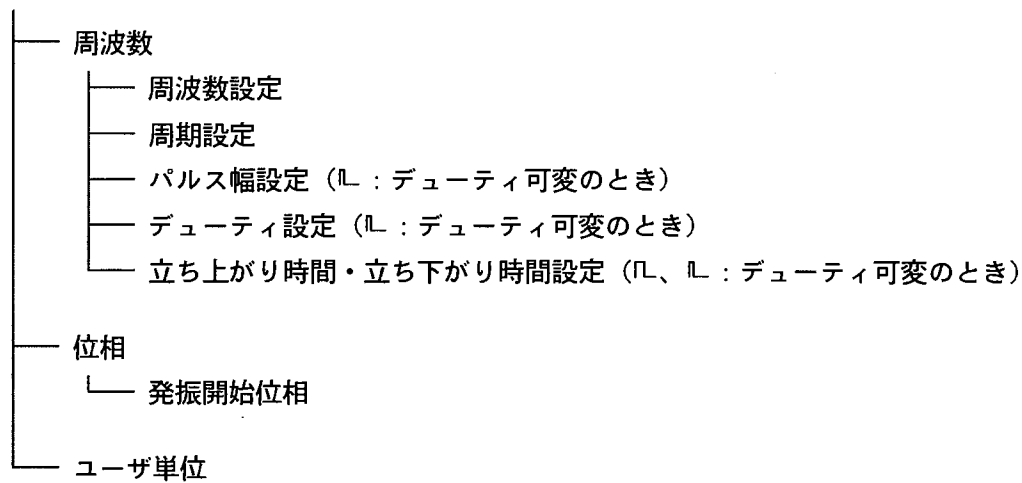 周波数
周波数設定
周期設定
パルス幅設定（⎍：デューティ可変のとき）
デューティ設定（⎍：デューティ可変のとき）
立ち上がり時間・立ち下がり時間設定（⎍、⎍：デューティ可変のとき）
位相
発振開始位相
ユーザ単位